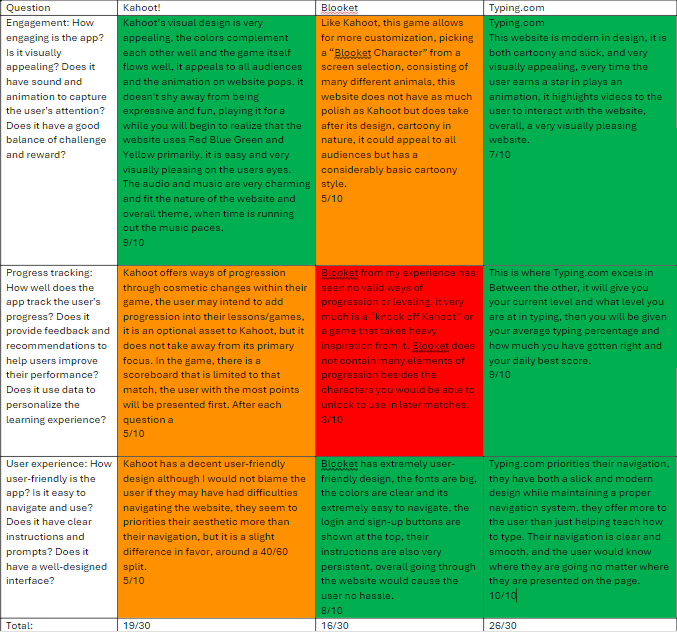 Question Kahoot! Blooket Typing.com
Engagement: How
engaging is the app?
Is it visually
appealing? Does it
have sound and
animation to capture
the user's attention?
Does it have a good
balance of challenge
and reward?
Kahoot's visual design is very
appealing, the colors complement
each other well and the game itself
flows well, it appeals to all audiences
and the animation on website pops, it
doesn't shy away from being
expressive and fun, playing it for a
while you will begin to realize that the
website uses Red Blue Green and
Yellow primarily, it is easy and very
visually pleasing on the users eyes.
The audio and music are very charming
and fit the nature of the website and
overall theme, when time is running
out the music paces.
9/10
Like Kahoot, this game allows
for more customization, picking
a “Blooket Character” from a
screen selection, consisting of
many different animals, this
website does not have as much
polish as Kahoot but does take
after its design, cartoony in
nature, it could appeal to all
audiences but has a
considerably basic cartoony
style.
5/10
Typing.com
This website is modern in design, it is
both cartoony and slick, and very
visually appealing, every time the
user earns a star in plays an
animation, it highlights videos to the
user to interact with the website,
overall, a very visually pleasing
website.
7/10
Progress tracking:
How well does the
app track the user's
progress? Does it
provide feedback and
recommendations to
help users improve
their performance?
Does it use data to
personalize the
learning experience?
Kahoot offers ways of progression
through cosmetic changes within their
game, the user may intend to add
progression into their lessons/games,
it is an optional asset to Kahoot, but it
does not take away from its primary
focus. In the game, there is a
scoreboard that is limited to that
match, the user with the most points
will be presented first. After each
question a
5/10
Blooket from my experience has
seen no valid ways of
progression or leveling, it very
much is a “knock off Kahoot” or
a game that takes heavy
inspiration from it. Blooket does
not contain many elements of
progression besides the
characters you would be able to
unlock to use in later matches.
3/10
This is where Typing.com excels in
Between the other, it will give you
your current level and what level you
are at in typing, then you will be given
your average typing percentage and
how much you have gotten right and
your daily best score.
9/10
User experience: How
user-friendly is the
app? Is it easy to
navigate and use?
Does it have clear
instructions and
prompts? Does it
have a well-designed
interface?
Kahoot has a decent user-friendly
design although I would not blame the
user if they may have had difficulties
navigating the website, they seem to
priorities their aesthetic more than
their navigation, but it is a slight
difference in favor, around a 40/60
split.
5/10
Blooket has extremely user-
friendly design, the fonts are big,
the colors are clear and its
extremely easy to navigate, the
login and sign-up buttons are
shown at the top, their
instructions are also very
persistent, overall going through
the website would cause the
user no hassle.
8/10
Typing.com priorities their navigation,
they have both a slick and modern
design while maintaining a proper
navigation system, they offer more to
the user than just helping teach how
to type. Their navigation is clear and
smooth, and the user would know
where they are going no matter where
they are presented on the page.
10/10
Total: 19/30 16/30 26/30